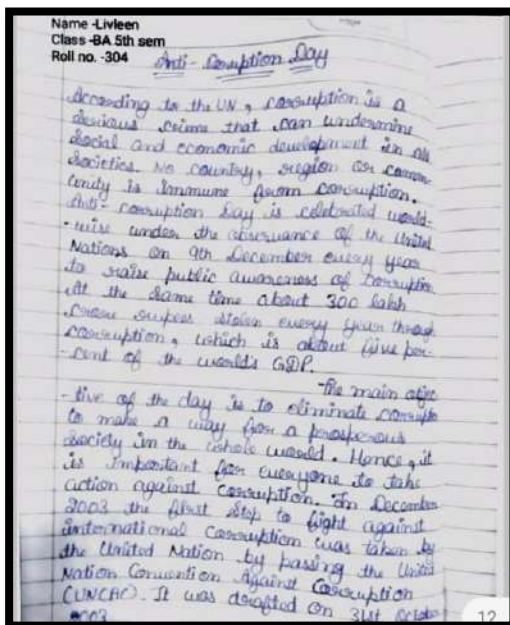 Name -Livleen
Class -BA 5th sem
Roll no. -304
Anti - Corruption Day
According to the UN, corruption is a
serious crime that can undermine
social and economic development in all
societies. No country, region or comm
unity is immune from corruption.
Anti- corruption Day is celebrated world-
-wise under the observance of the United
Nations on 9th December every year
to raise public awareness of corruption
At the same time about 300 lakh
crore rupees stolen every year through
corruption, which is about five per-
-cent of the world's GDP.
The main objec
-tive of the day is to eliminate corruption
to make a way for a prosperous
society in the whole world. Hence, it
is important for everyone to take
action against corruption. In December
2003 the first step to fight against
international corruption was taken by
the United Nation by passing the United
Nation Convention Against Corruption
(UNCAC). It was drafted on 31st October
2003
12